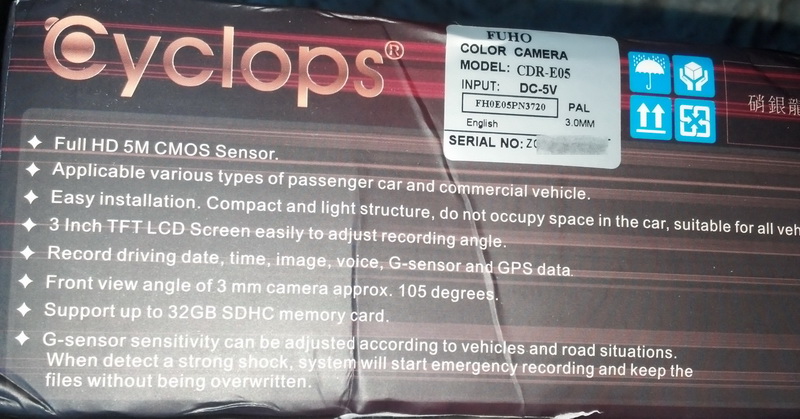 Cyclops®
FUHO
COLOR CAMERA
MODEL: CDR-E05
INPUT: DC-5V
FH0E05PN3720 PAL
English 3.0MM
SERIAL NO:
硝銀龍
✦ Full HD 5M CMOS Sensor.
✦ Applicable various types of passenger car and commercial vehicle.
✦ Easy installation. Compact and light structure, do not occupy space in the car, suitable for all veh
✦ 3 Inch TFT LCD Screen easily to adjust recording angle.
✦ Record driving date, time, image, voice, G-sensor and GPS data.
✦ Front view angle of 3 mm camera approx. 105 degrees.
✦ Support up to 32GB SDHC memory card.
✦ G-sensor sensitivity can be adjusted according to vehicles and road situations.
When detect a strong shock, system will start emergency recording and keep the
files without being overwritten.